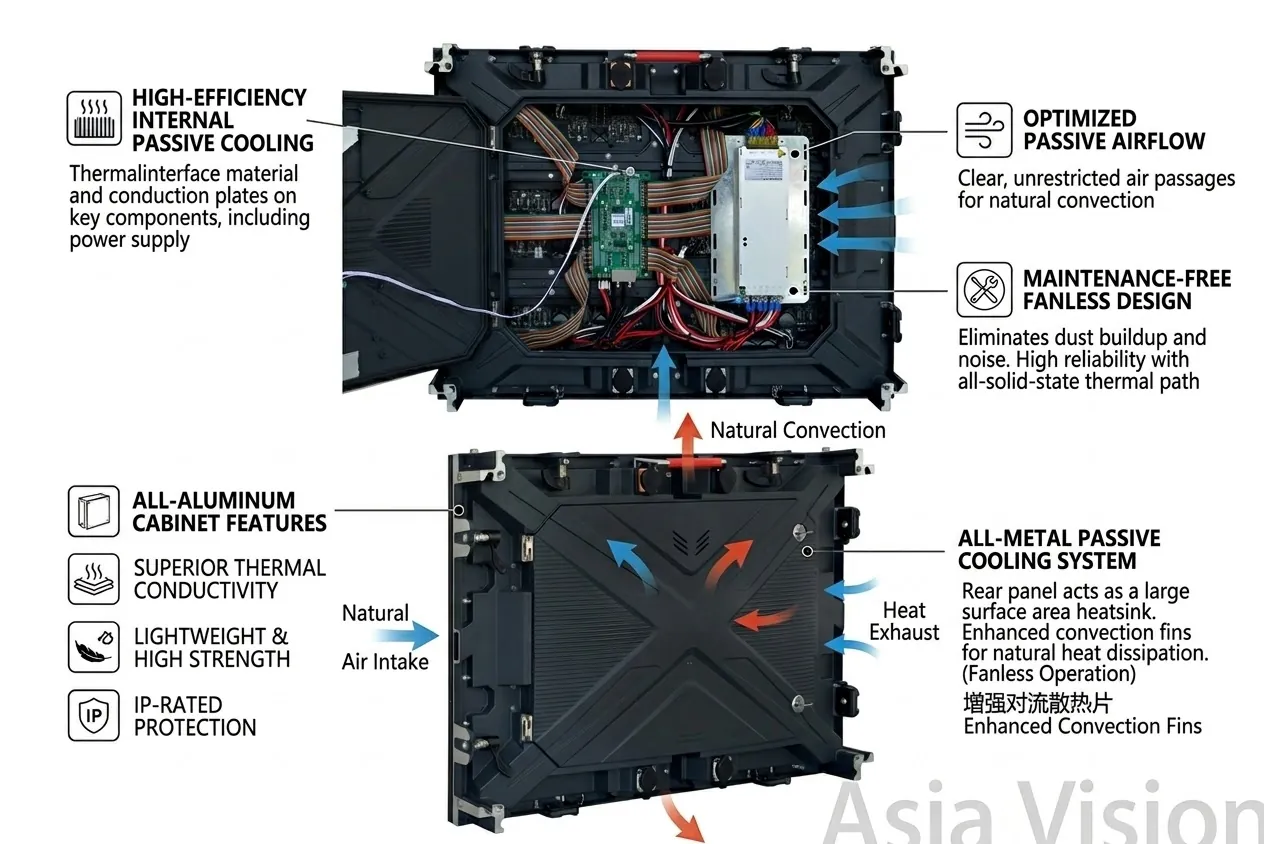 HIGH-EFFICIENCY
INTERNAL
PASSIVE COOLING
Thermalinterface material
and conduction plates on
key components, including
power supply
OPTIMIZED
PASSIVE AIRFLOW
Clear, unrestricted air passages
for natural convection
MAINTENANCE-FREE
FANLESS DESIGN
Eliminates dust buildup and
noise. High reliability with
all-solid-state thermal path
Natural Convection
ALL-ALUMINUM
CABINET FEATURES
SUPERIOR THERMAL
CONDUCTIVITY
LIGHTWEIGHT &
HIGH STRENGTH
IP
IP-RATED
PROTECTION
Natural
Air Intake
Heat
Exhaust
ALL-METAL PASSIVE
COOLING SYSTEM
Rear panel acts as a large
surface area heatsink.
Enhanced convection fins
for natural heat dissipation.
(Fanless Operation)
增强对流散热片
Enhanced Convection Fins
Asia Vision